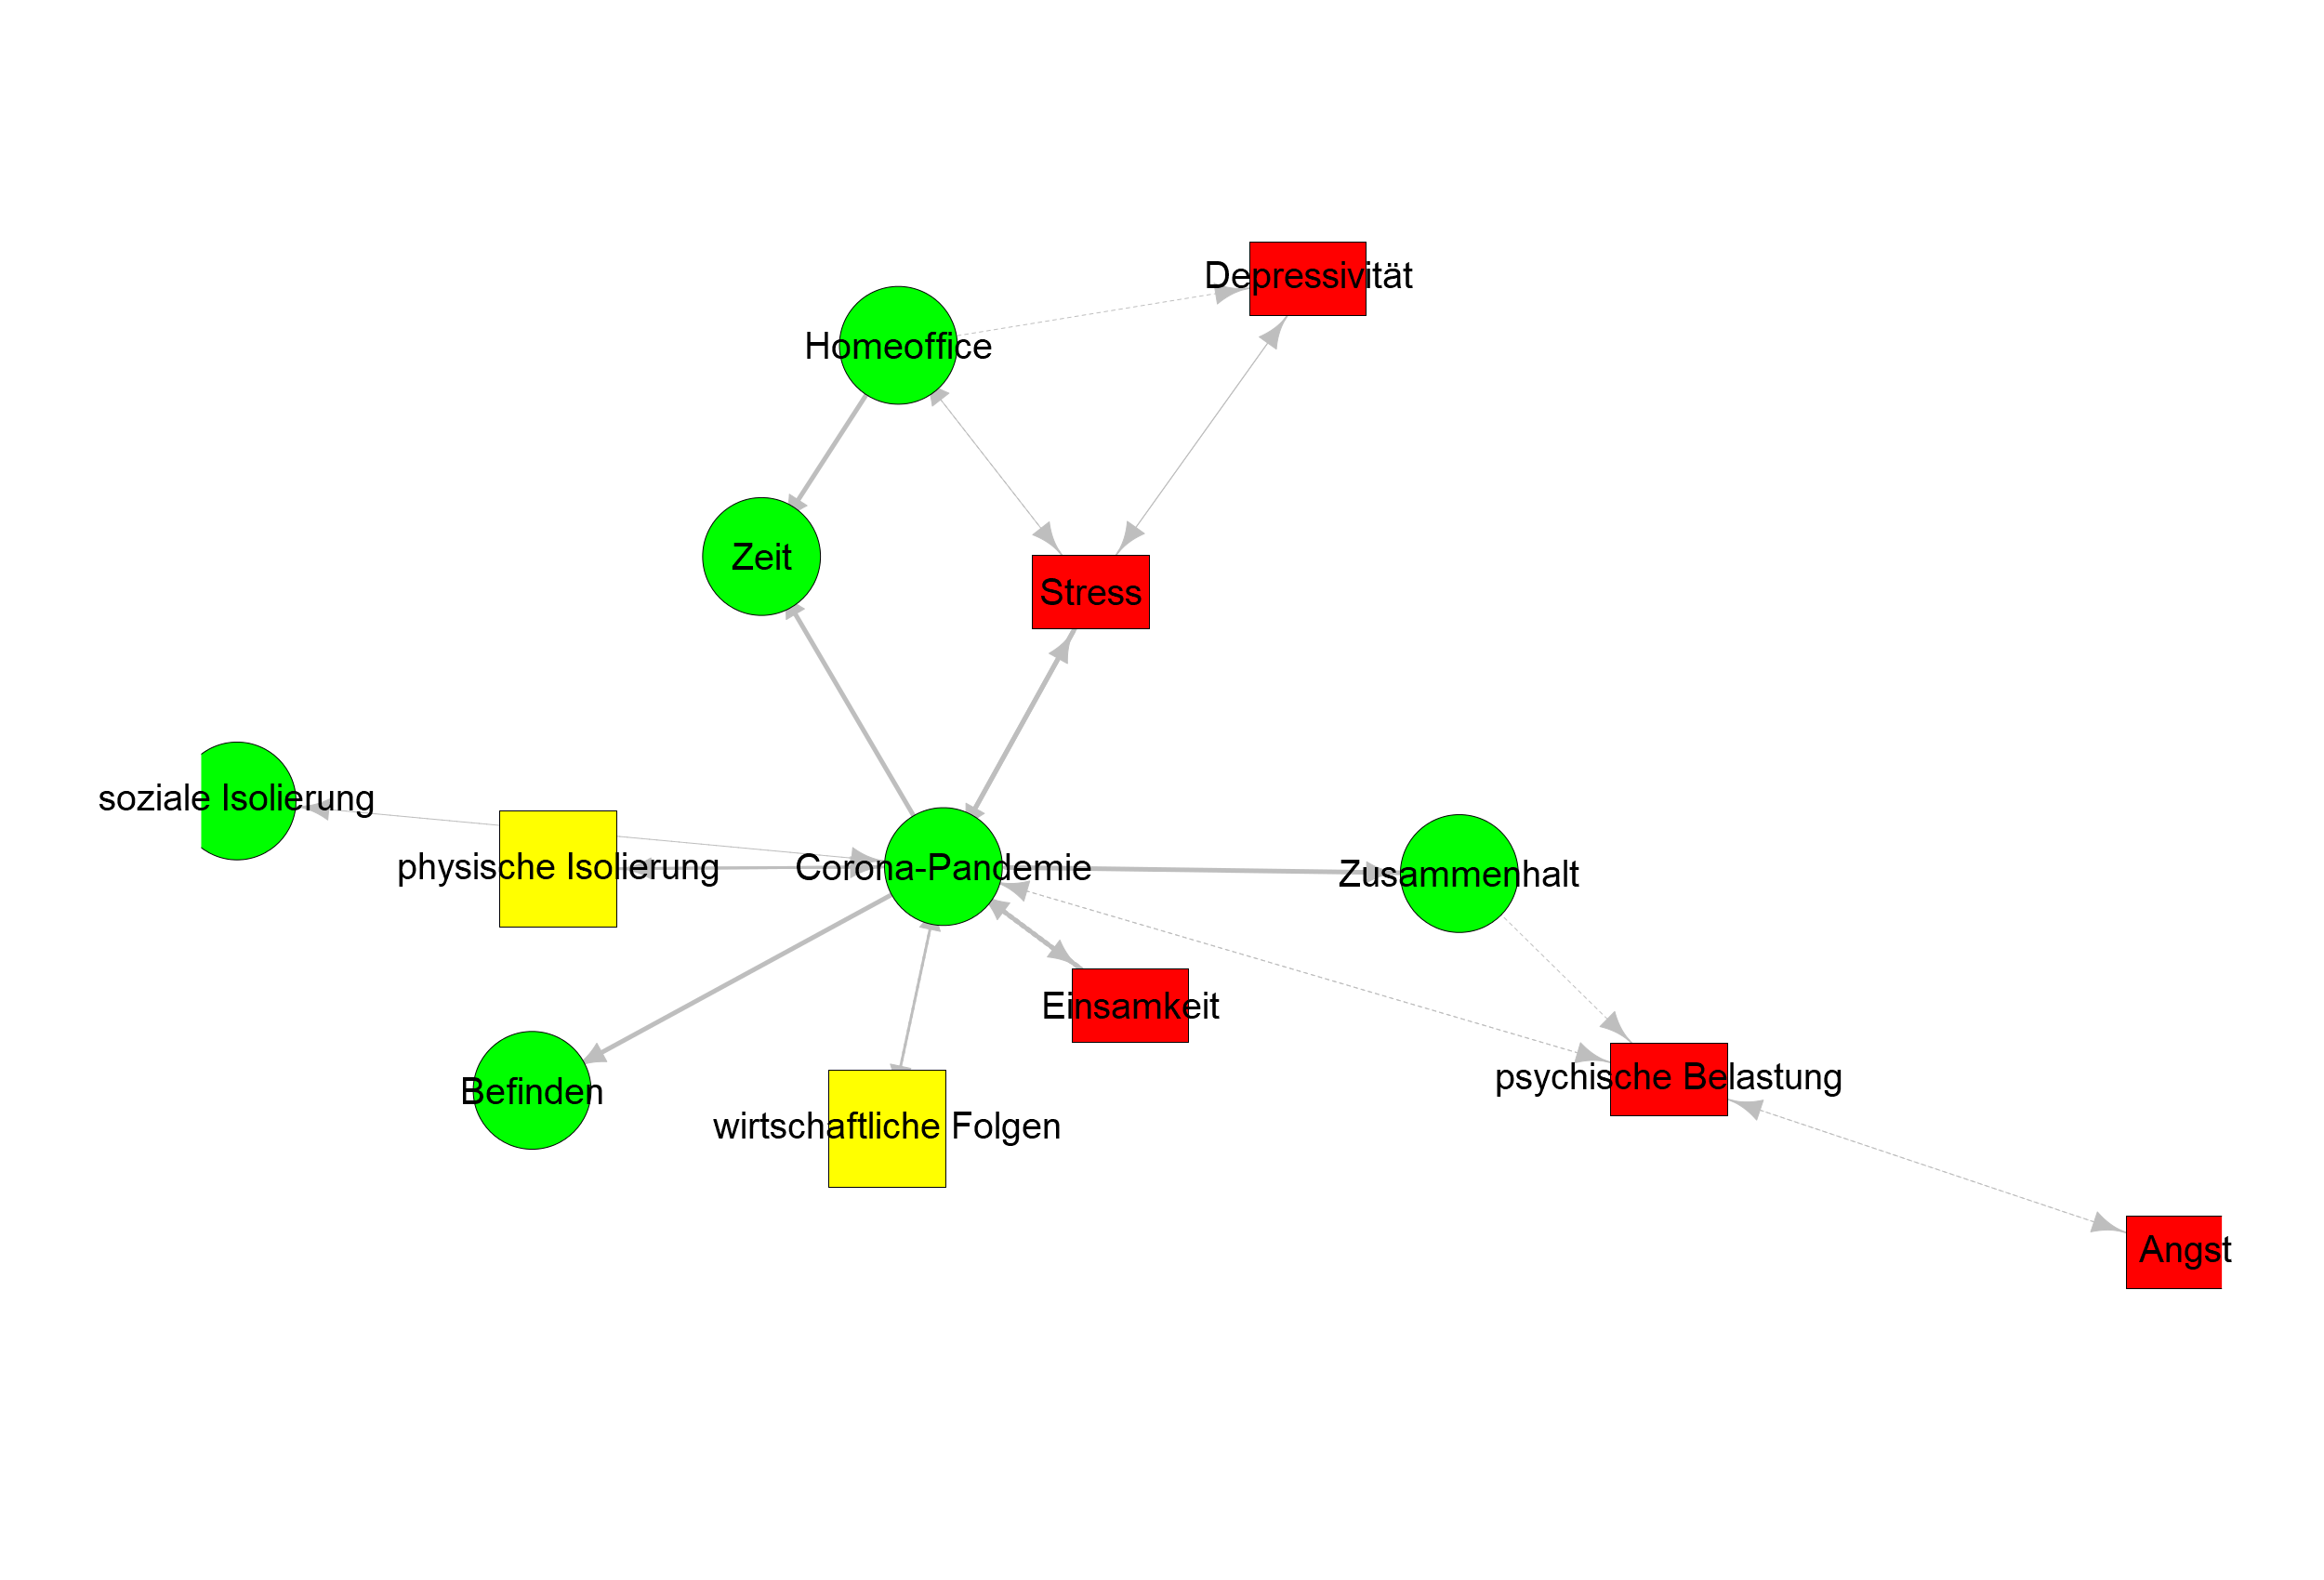 Depressivität
Homeoffice
Zeit
Stress
soziale Isolierung
physische Isolierung
Corona-Pandemie
Zusammenhalt
Einsamkeit
Befinden
psychische Belastung
wirtschaftliche Folgen
Angst